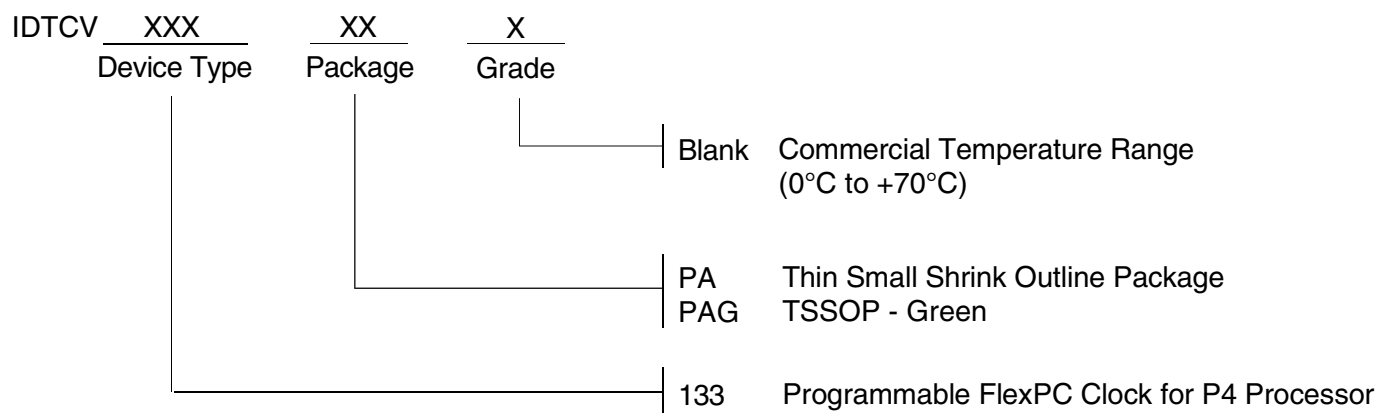 IDTCV XXX XX X
Device Type Package Grade
Blank Commercial Temperature Range
(0°C to +70°C)
PA Thin Small Shrink Outline Package
PAG TSSOP - Green
133 Programmable FlexPC Clock for P4 Processor